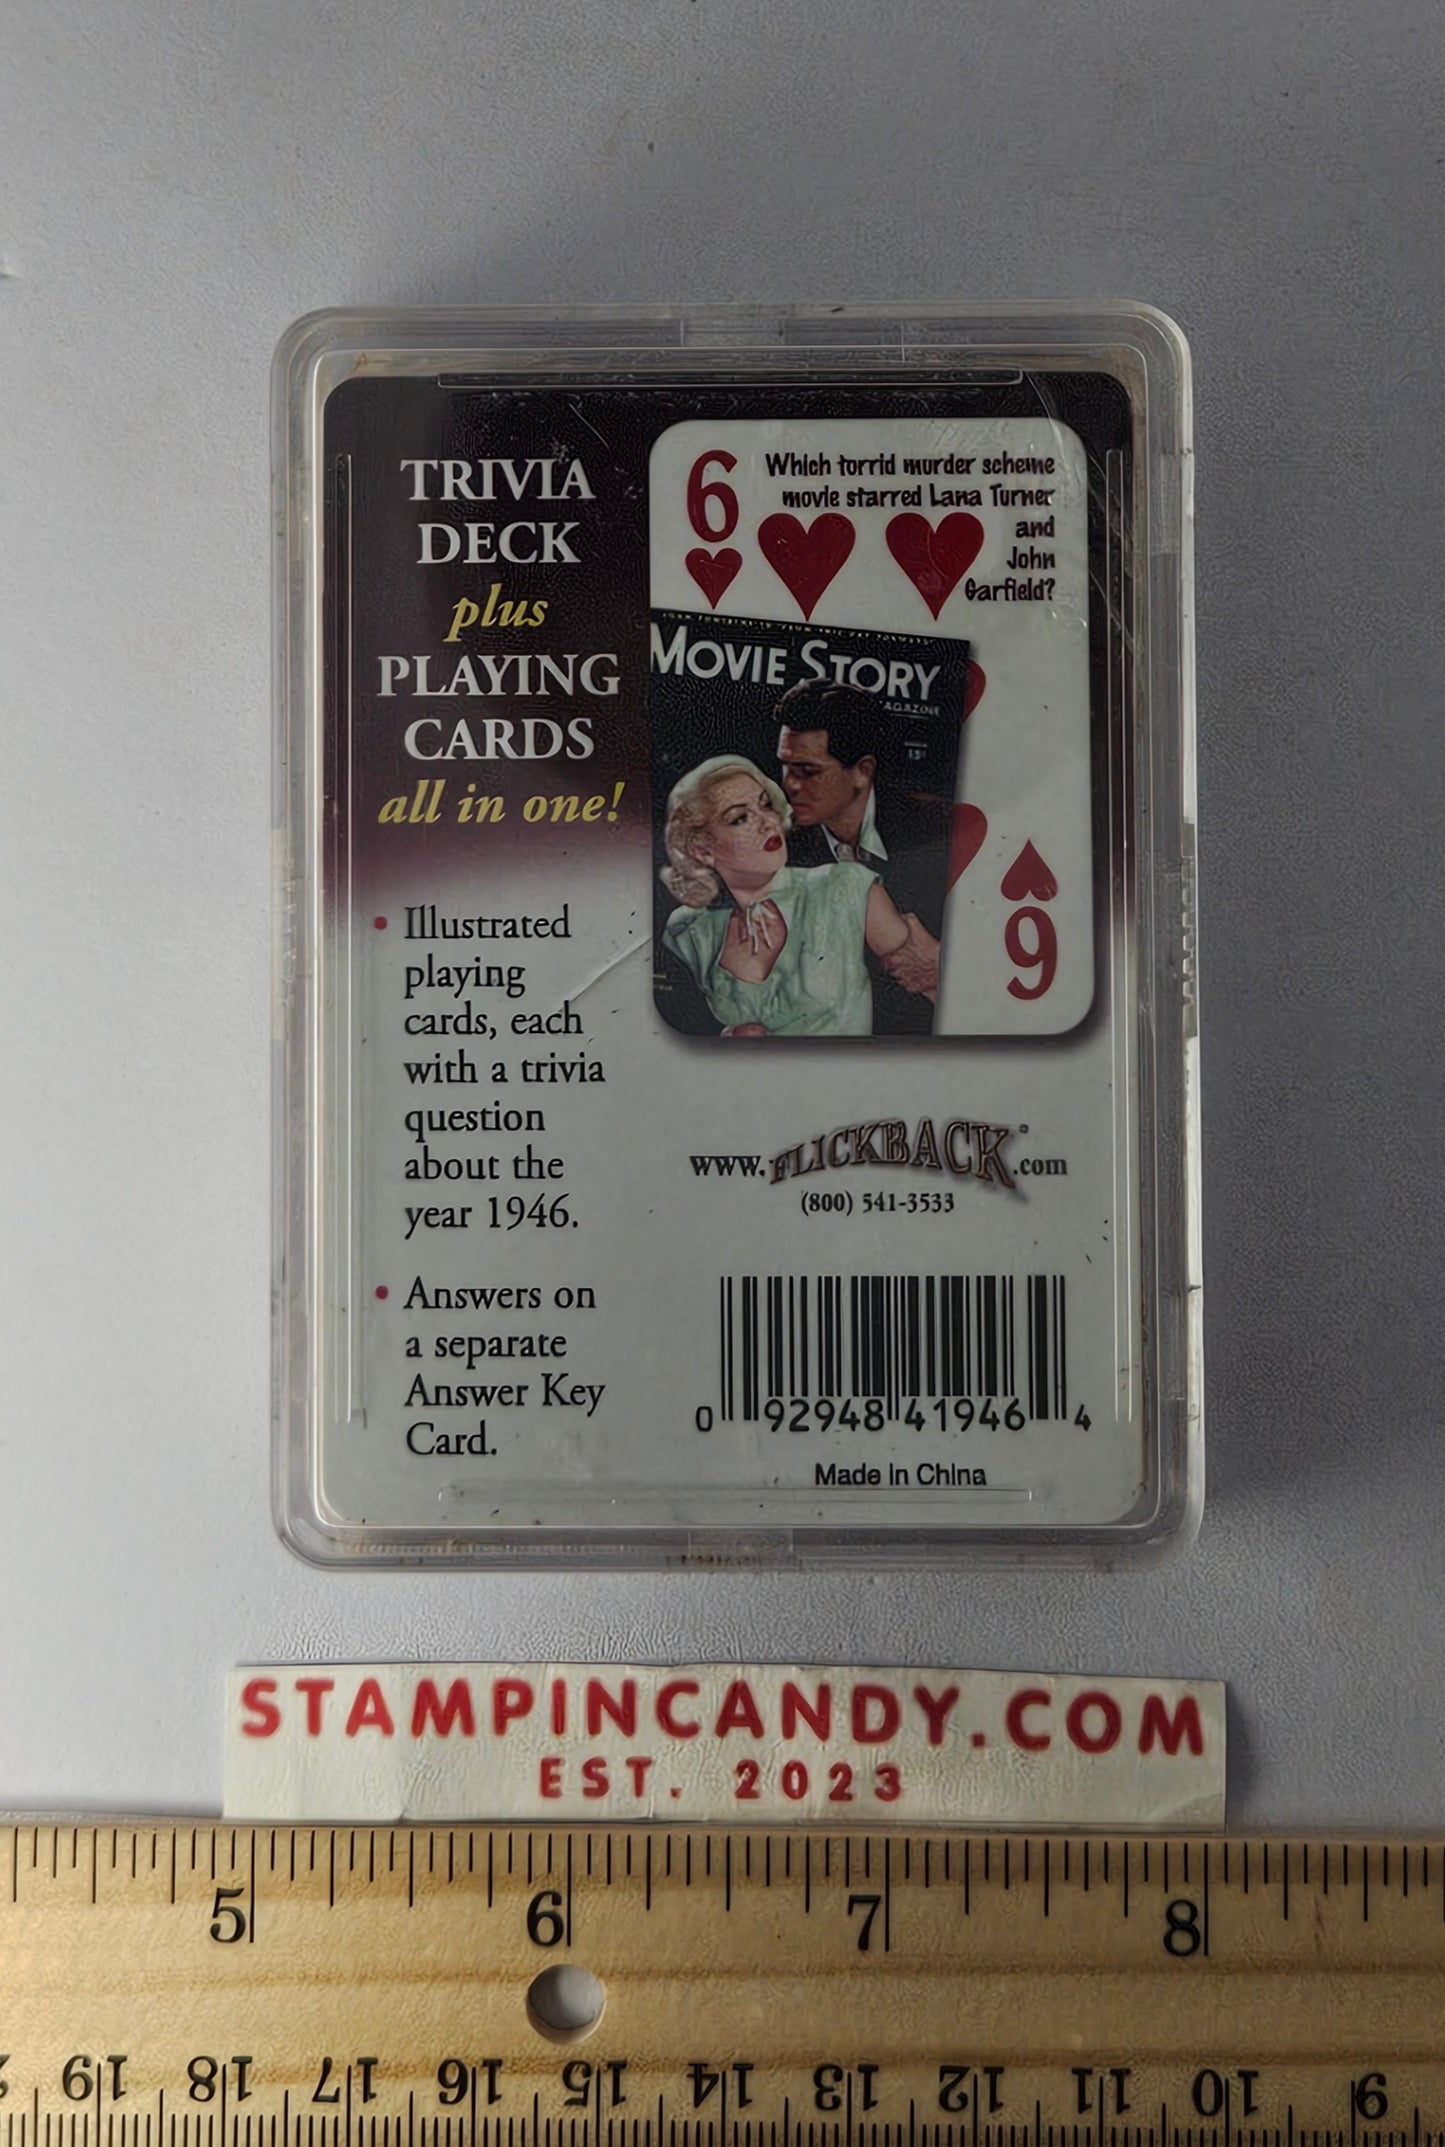 TRIVIA
DECK
plus
PLAYING
CARDS
all in one!
• Illustrated
playing
cards, each
with a trivia
question
about the
year 1946.
• Answers on
a separate
Answer Key
Card.
6
Which torrid murder scheme
movie starred Lana Turner
and
John
Garfield?
MOVIE STORY
MAGAZINE
15¢
6
www.FLICKBACK.com
(800) 541-3533
0 92948 41946 4
Made in China
STAMPINCANDY.COM
EST. 2023
5 6 7 8
19 18 17 16 15 14 13 12 11 10 9